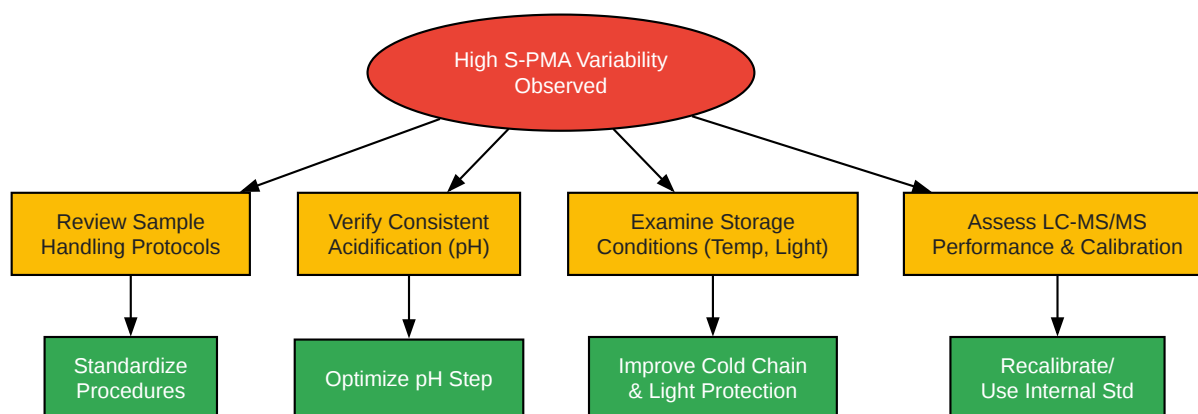 High S-PMA Variability
Observed
Review Sample
Handling Protocols
Verify Consistent
Acidification (pH)
Examine Storage
Conditions (Temp, Light)
Assess LC-MS/MS
Performance & Calibration
Standardize
Procedures
Optimize pH Step
Improve Cold Chain
& Light Protection
Recalibrate/
Use Internal Std